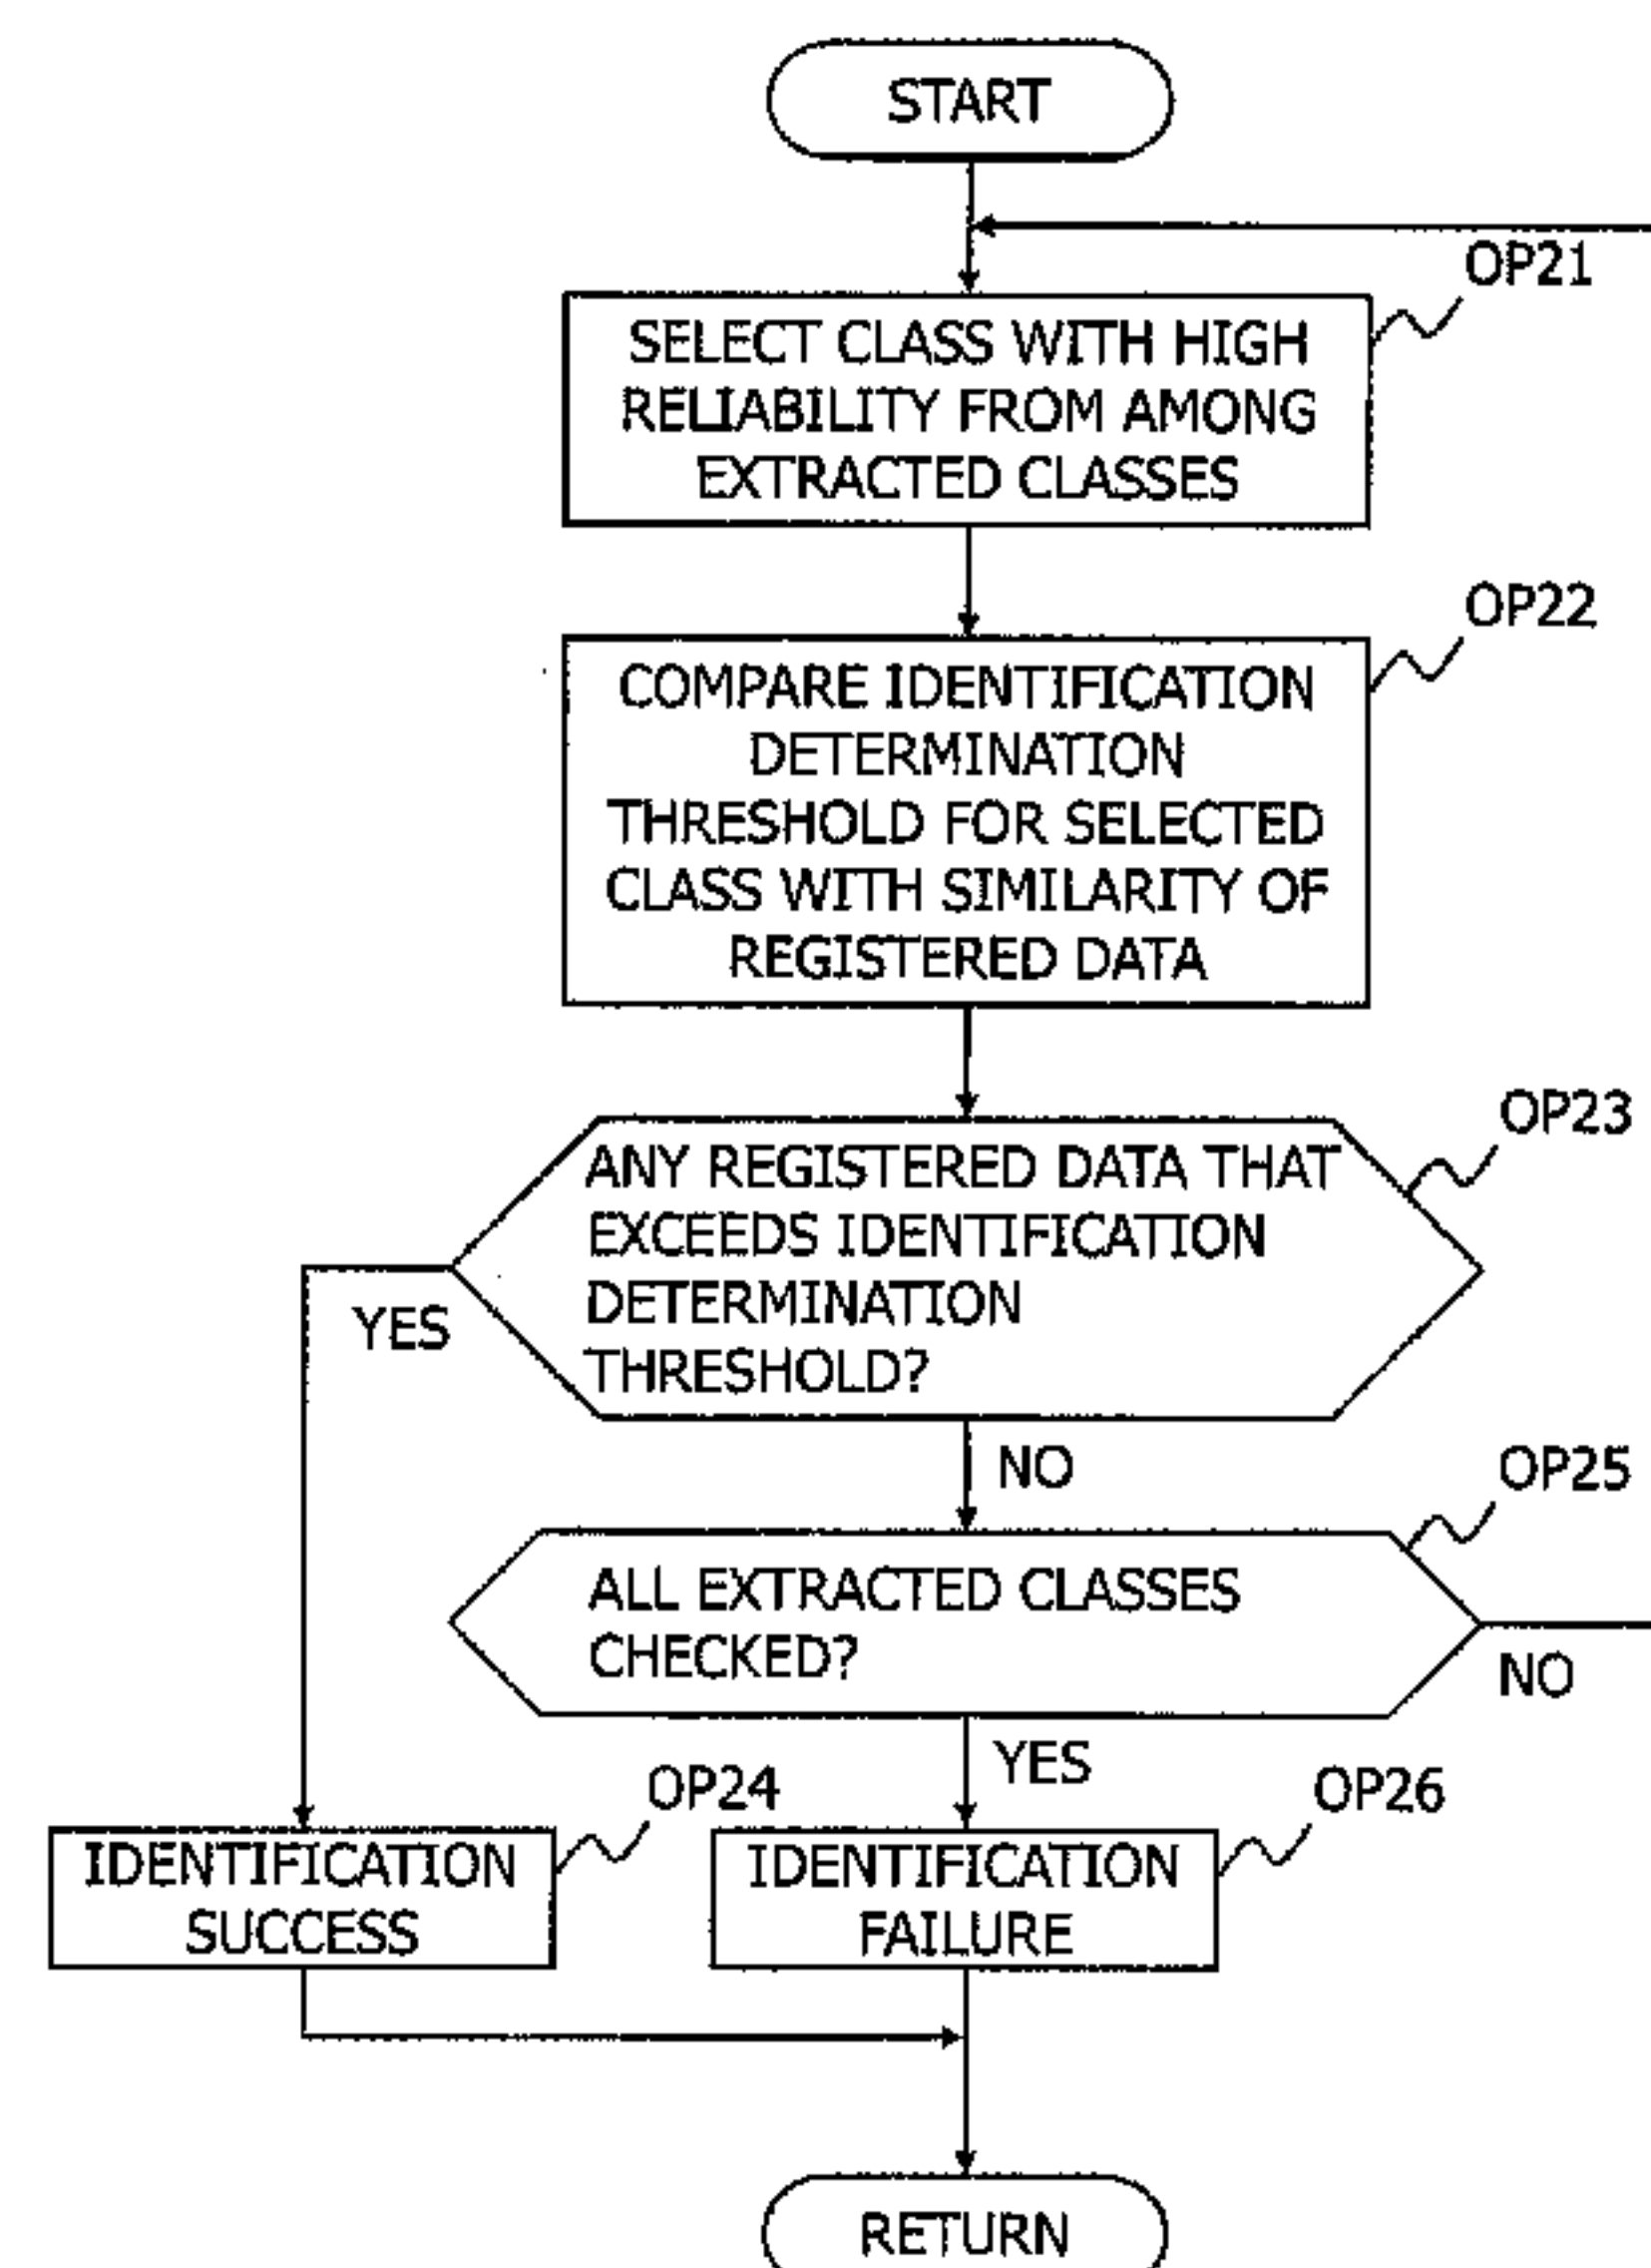 START
OP21
SELECT CLASS WITH HIGH
RELIABILITY FROM AMONG
EXTRACTED CLASSES
OP22
COMPARE IDENTIFICATION
DETERMINATION
THRESHOLD FOR SELECTED
CLASS WITH SIMILARITY OF
REGISTERED DATA
OP23
ANY REGISTERED DATA THAT
EXCEEDS IDENTIFICATION
DETERMINATION
THRESHOLD?
YES
NO
OP25
ALL EXTRACTED CLASSES
CHECKED?
NO
YES
OP24
OP26
IDENTIFICATION
SUCCESS
IDENTIFICATION
FAILURE
RETURN